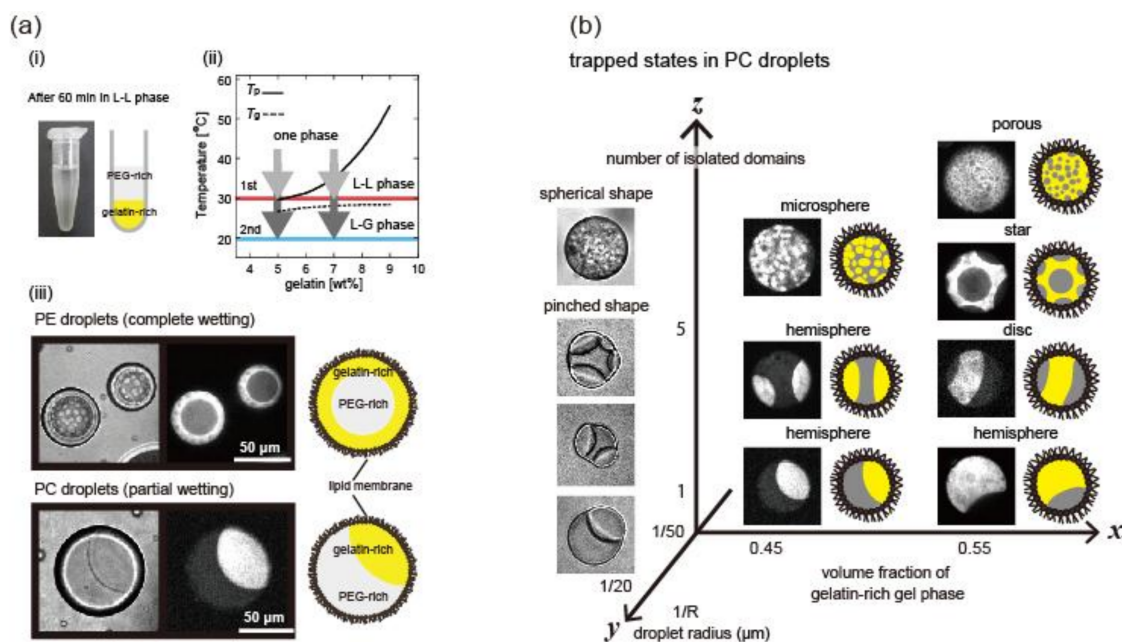 (a)
(i)
After 60 min in L-L phase
PEG-rich
gelatin-rich
(ii)
Temperature [°C]
60
50
40
30
20
Tp
Tg
one phase
1st
L-L phase
2nd
L-G phase
4 5 6 7 8 9 10
gelatin [wt%]
(iii)
PE droplets (complete wetting)
50 µm
gelatin-rich
PEG-rich
lipid membrane
PC droplets (partial wetting)
50 µm
gelatin-rich
PEG-rich
(b)
trapped states in PC droplets
z
number of isolated domains
spherical shape
pinched shape
porous
microsphere
star
5
hemisphere
disc
hemisphere
hemisphere
1
1/50
0.45
0.55
x
volume fraction of
gelatin-rich gel phase
1/20
y
1/R
droplet radius (µm)